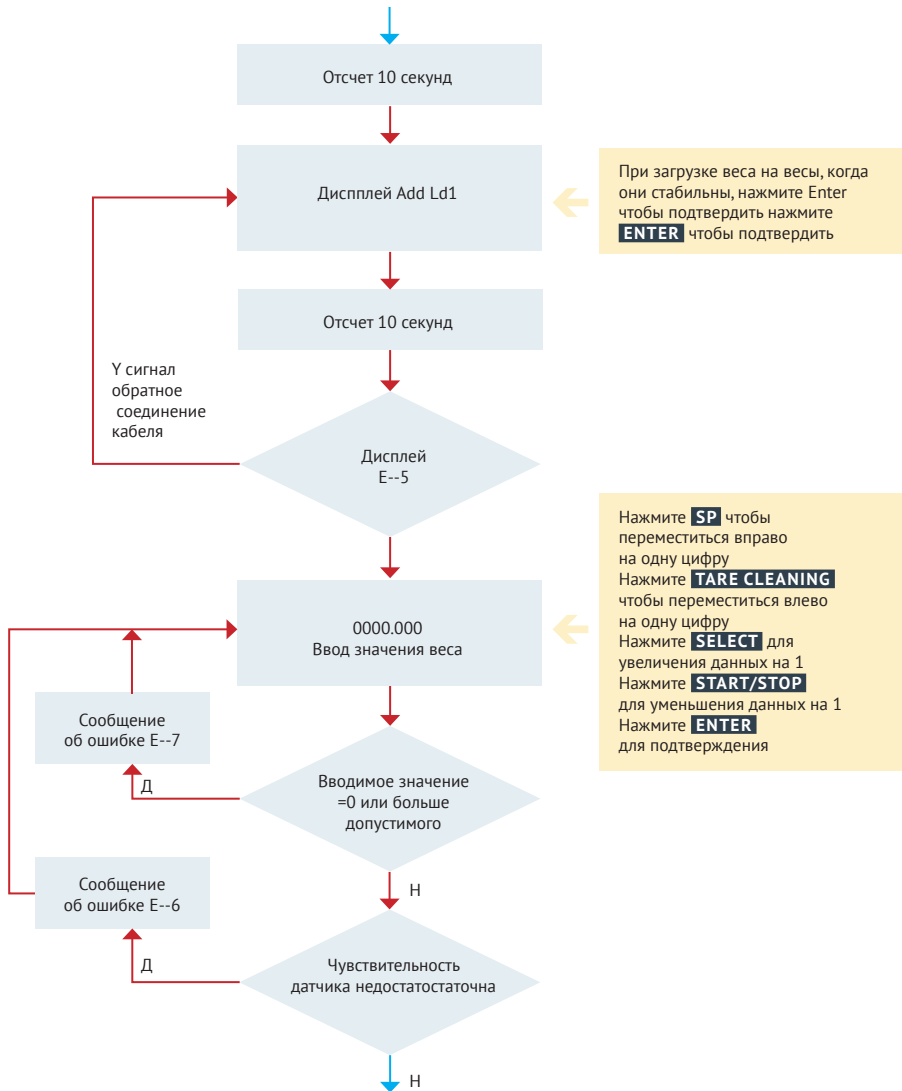 Отсчет 10 секунд
Диспплей Add Ld1
При загрузке веса на весы, когда
они стабильны, нажмите Enter
чтобы подтвердить нажмите
ENTER чтобы подтвердить
Отсчет 10 секунд
Y сигнал
обратное
соединение
кабеля
Дисплей
E--5
Нажмите SP чтобы
переместиться вправо
на одну цифру
Нажмите TARE CLEANING
чтобы переместиться влево
на одну цифру
Нажмите SELECT для
увеличения данных на 1
Нажмите START/STOP
для уменьшения данных на 1
Нажмите ENTER
для подтверждения
0000.000
Ввод значения веса
Сообщение
об ошибке E--7
Д
Вводимое значение
=0 или больше
допустимого
Н
Сообщение
об ошибке E--6
Д
Чувствительность
датчика недостатостаточна
Н